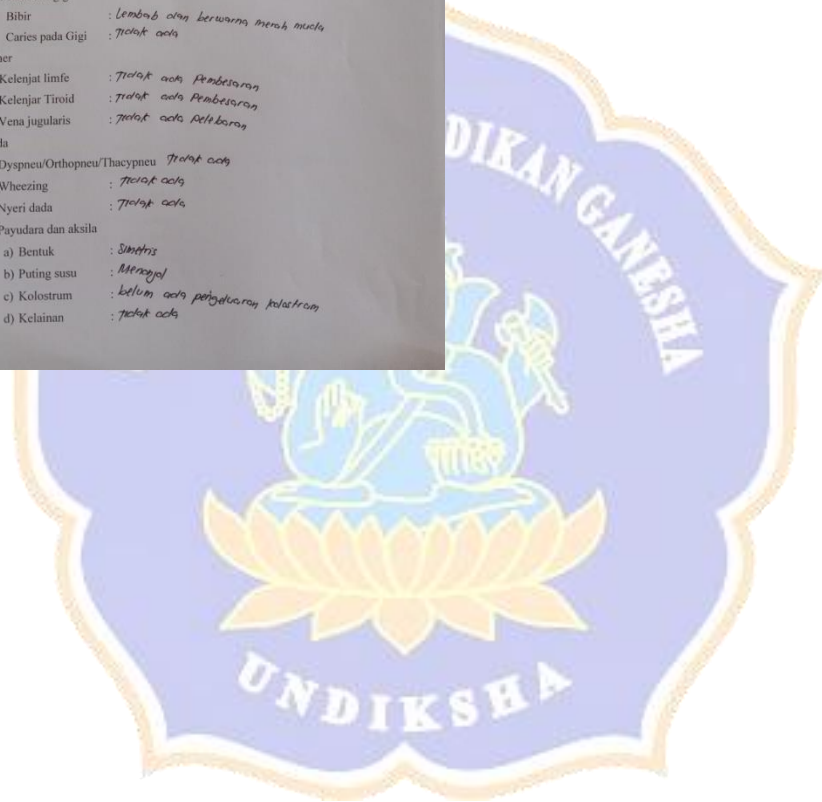 Bibir : Lembab dan berwarna merah muda
Caries pada Gigi : Tidak ada
her
Kelenjat limfe : Tidak ada Pembesaran
Kelenjar Tiroid : Tidak ada Pembesaran
Vena jugularis : Tidak ada Pelebaran
da
Dyspneu/Orthopneu/Thacypneu Tidak ada
Wheezing : Tidak ada
Nyeri dada : Tidak ada
Payudara dan aksila
a) Bentuk : Simetris
b) Puting susu : Menonjol
c) Kolostrum : belum ada pengeluaran kolostrum
d) Kelainan : Tidak ada
DIKAN GANESHA
UNDIKSHA